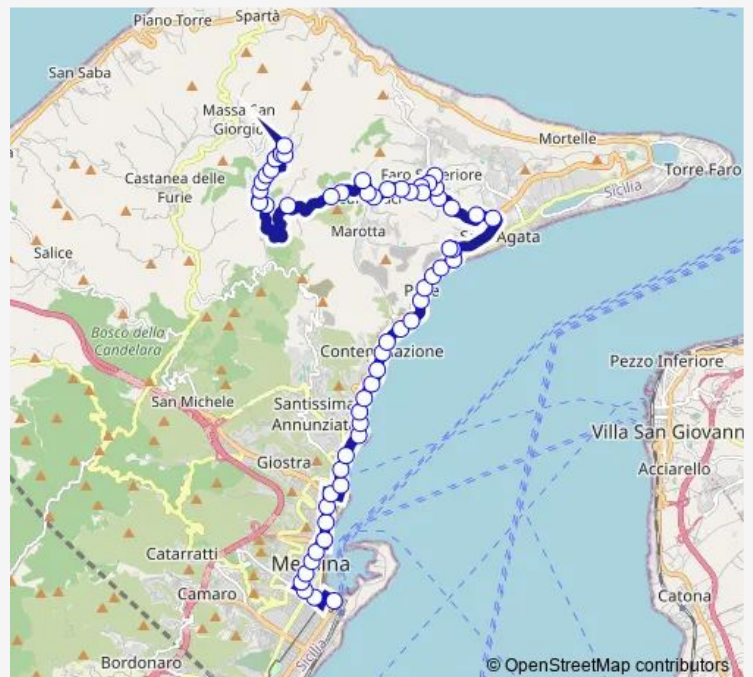 Piano Torre
Spartà
San Saba
Massa San
Giorgio
Mortelle
Torre Faro
Castanea delle
Furie
Faro Superiore
Sicilia
Marotta
Agata
Salice
Bosco della
Candelara
Contemplazione
Pezzo Inferiore
San Michele
Santissima
Annunziata
Villa San Giovann
Giostra
Acciarello
Catarratti
Messina
Camaro
Catona
Bordonaro
Sicilia
© OpenStreetMap contributors